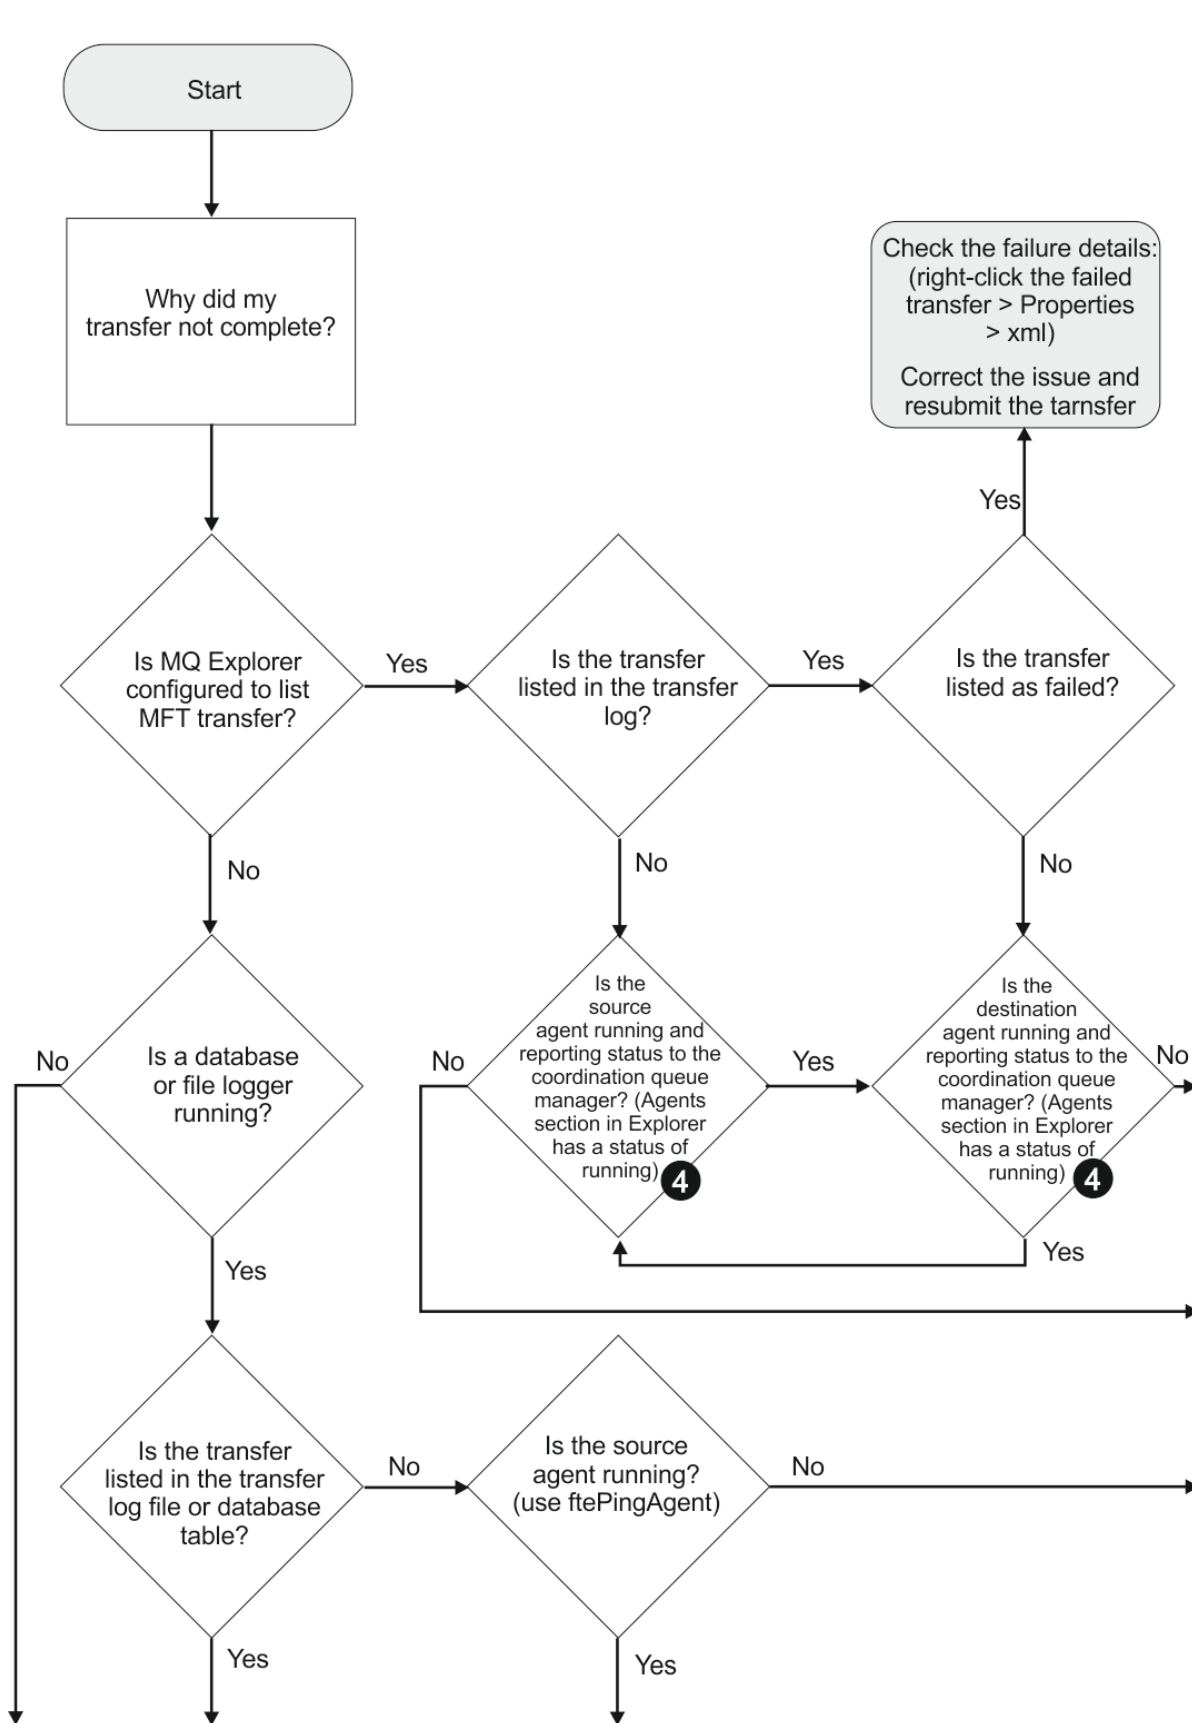 Start
Why did my
transfer not complete?
Check the failure details:
(right-click the failed
transfer > Properties
> xml)
Correct the issue and
resubmit the tarnsfer
Yes
Is MQ Explorer
configured to list
MFT transfer?
Yes
Is the transfer
listed in the transfer
log?
Yes
Is the transfer
listed as failed?
No
No
No
No
Is a database
or file logger
running?
No
Is the
source
agent running and
reporting status to the
coordination queue
manager? (Agents
section in Explorer
has a status of
running)
4
Yes
Is the
destination
agent running and
reporting status to the
coordination queue
manager? (Agents
section in Explorer
has a status of
running)
4
No
Yes
Yes
Is the transfer
listed in the transfer
log file or database
table?
No
Is the source
agent running?
(use ftePingAgent)
No
Yes
Yes